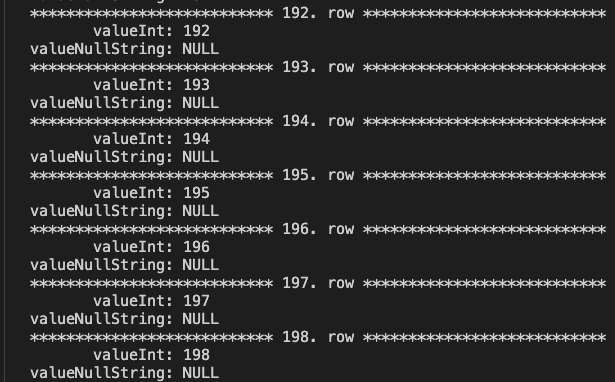 *************************** 192. row ***************************
valueInt: 192
valueNullString: NULL
*************************** 193. row ***************************
valueInt: 193
valueNullString: NULL
*************************** 194. row ***************************
valueInt: 194
valueNullString: NULL
*************************** 195. row ***************************
valueInt: 195
valueNullString: NULL
*************************** 196. row ***************************
valueInt: 196
valueNullString: NULL
*************************** 197. row ***************************
valueInt: 197
valueNullString: NULL
*************************** 198. row ***************************
valueInt: 198
valueNullString: NULL